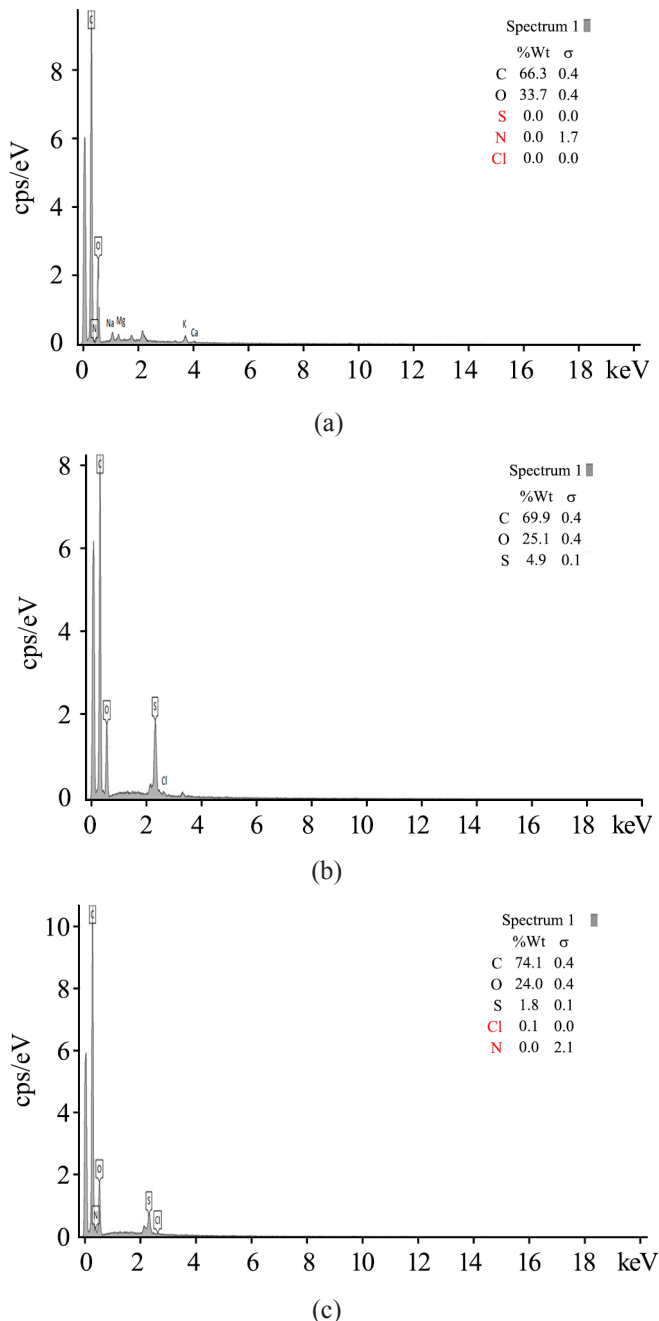 Spectrum 1
%Wt σ
C 66.3 0.4
O 33.7 0.4
S 0.0 0.0
N 0.0 1.7
Cl 0.0 0.0
cps/eV
8
6
4
2
0
C
O
N
Na
Mg
K
Ca
0 2 4 6 8 10 12 14 16 18 keV
(a)
Spectrum 1
%Wt σ
C 69.9 0.4
O 25.1 0.4
S 4.9 0.1
cps/eV
8
6
4
2
0
C
O
S
Cl
0 2 4 6 8 10 12 14 16 18 keV
(b)
Spectrum 1
%Wt σ
C 74.1 0.4
O 24.0 0.4
S 1.8 0.1
Cl 0.1 0.0
N 0.0 2.1
cps/eV
10
8
6
4
2
0
C
O
N
S
Cl
0 2 4 6 8 10 12 14 16 18 keV
(c)